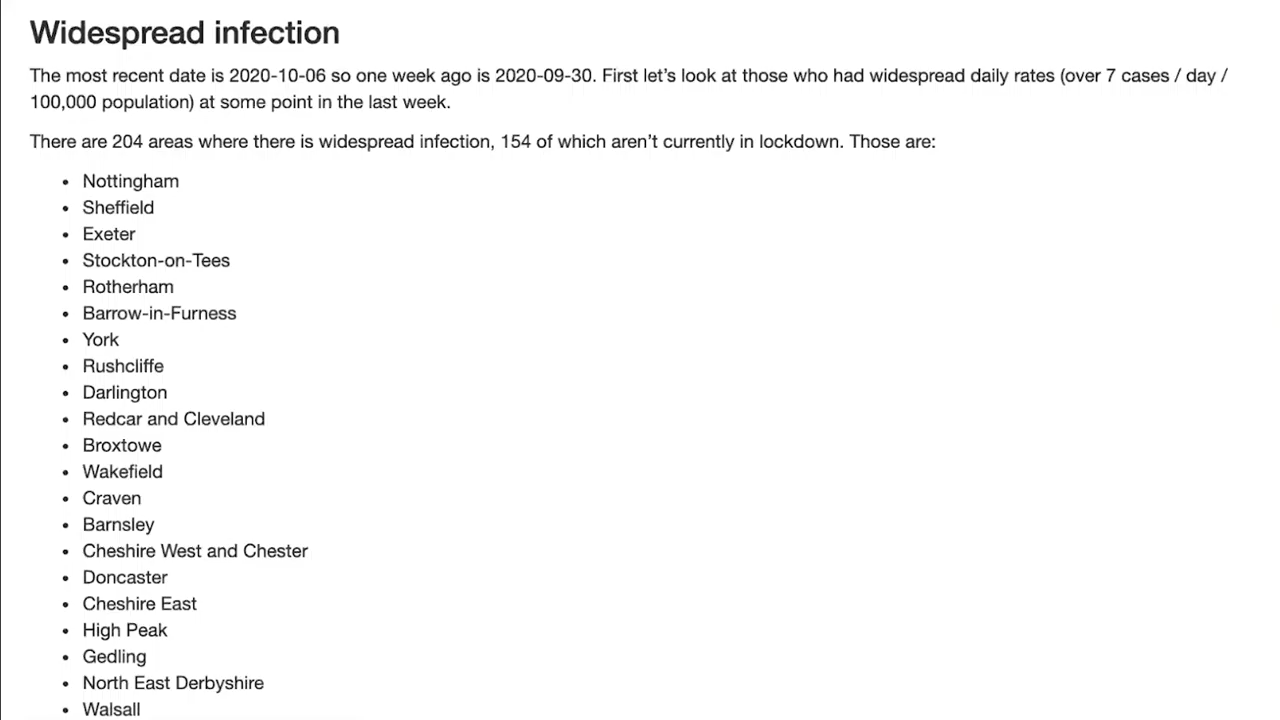 Widespread infection
The most recent date is 2020-10-06 so one week ago is 2020-09-30. First let’s look at those who had widespread daily rates (over 7 cases / day /
100,000 population) at some point in the last week.
There are 204 areas where there is widespread infection, 154 of which aren’t currently in lockdown. Those are:
• Nottingham
• Sheffield
• Exeter
• Stockton-on-Tees
• Rotherham
• Barrow-in-Furness
• York
• Rushcliffe
• Darlington
• Redcar and Cleveland
• Broxtowe
• Wakefield
• Craven
• Barnsley
• Cheshire West and Chester
• Doncaster
• Cheshire East
• High Peak
• Gedling
• North East Derbyshire
• Walsall